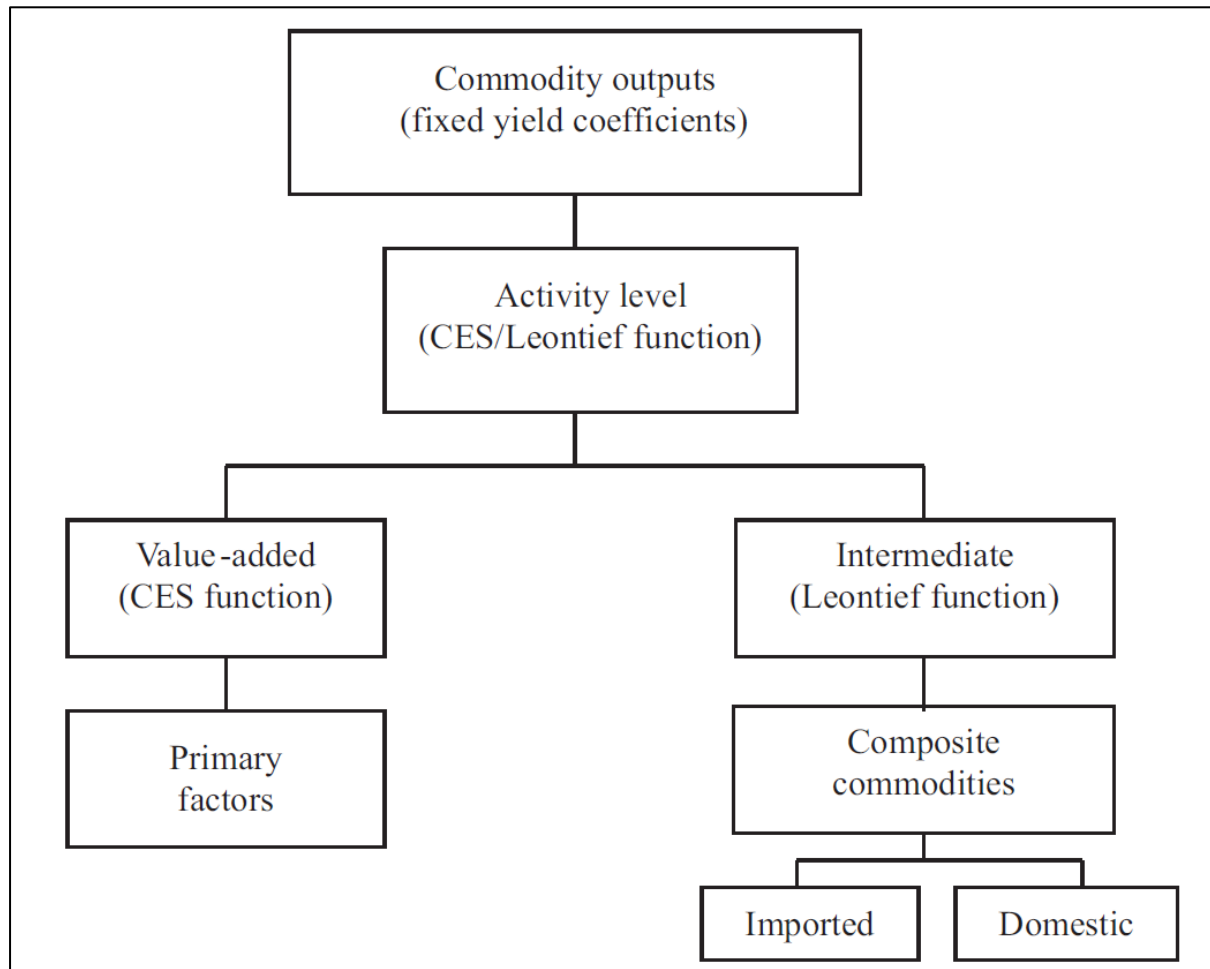 Commodity outputs
(fixed yield coefficients)
Activity level
(CES/Leontief function)
Value-added
(CES function)
Intermediate
(Leontief function)
Primary
factors
Composite
commodities
Imported
Domestic